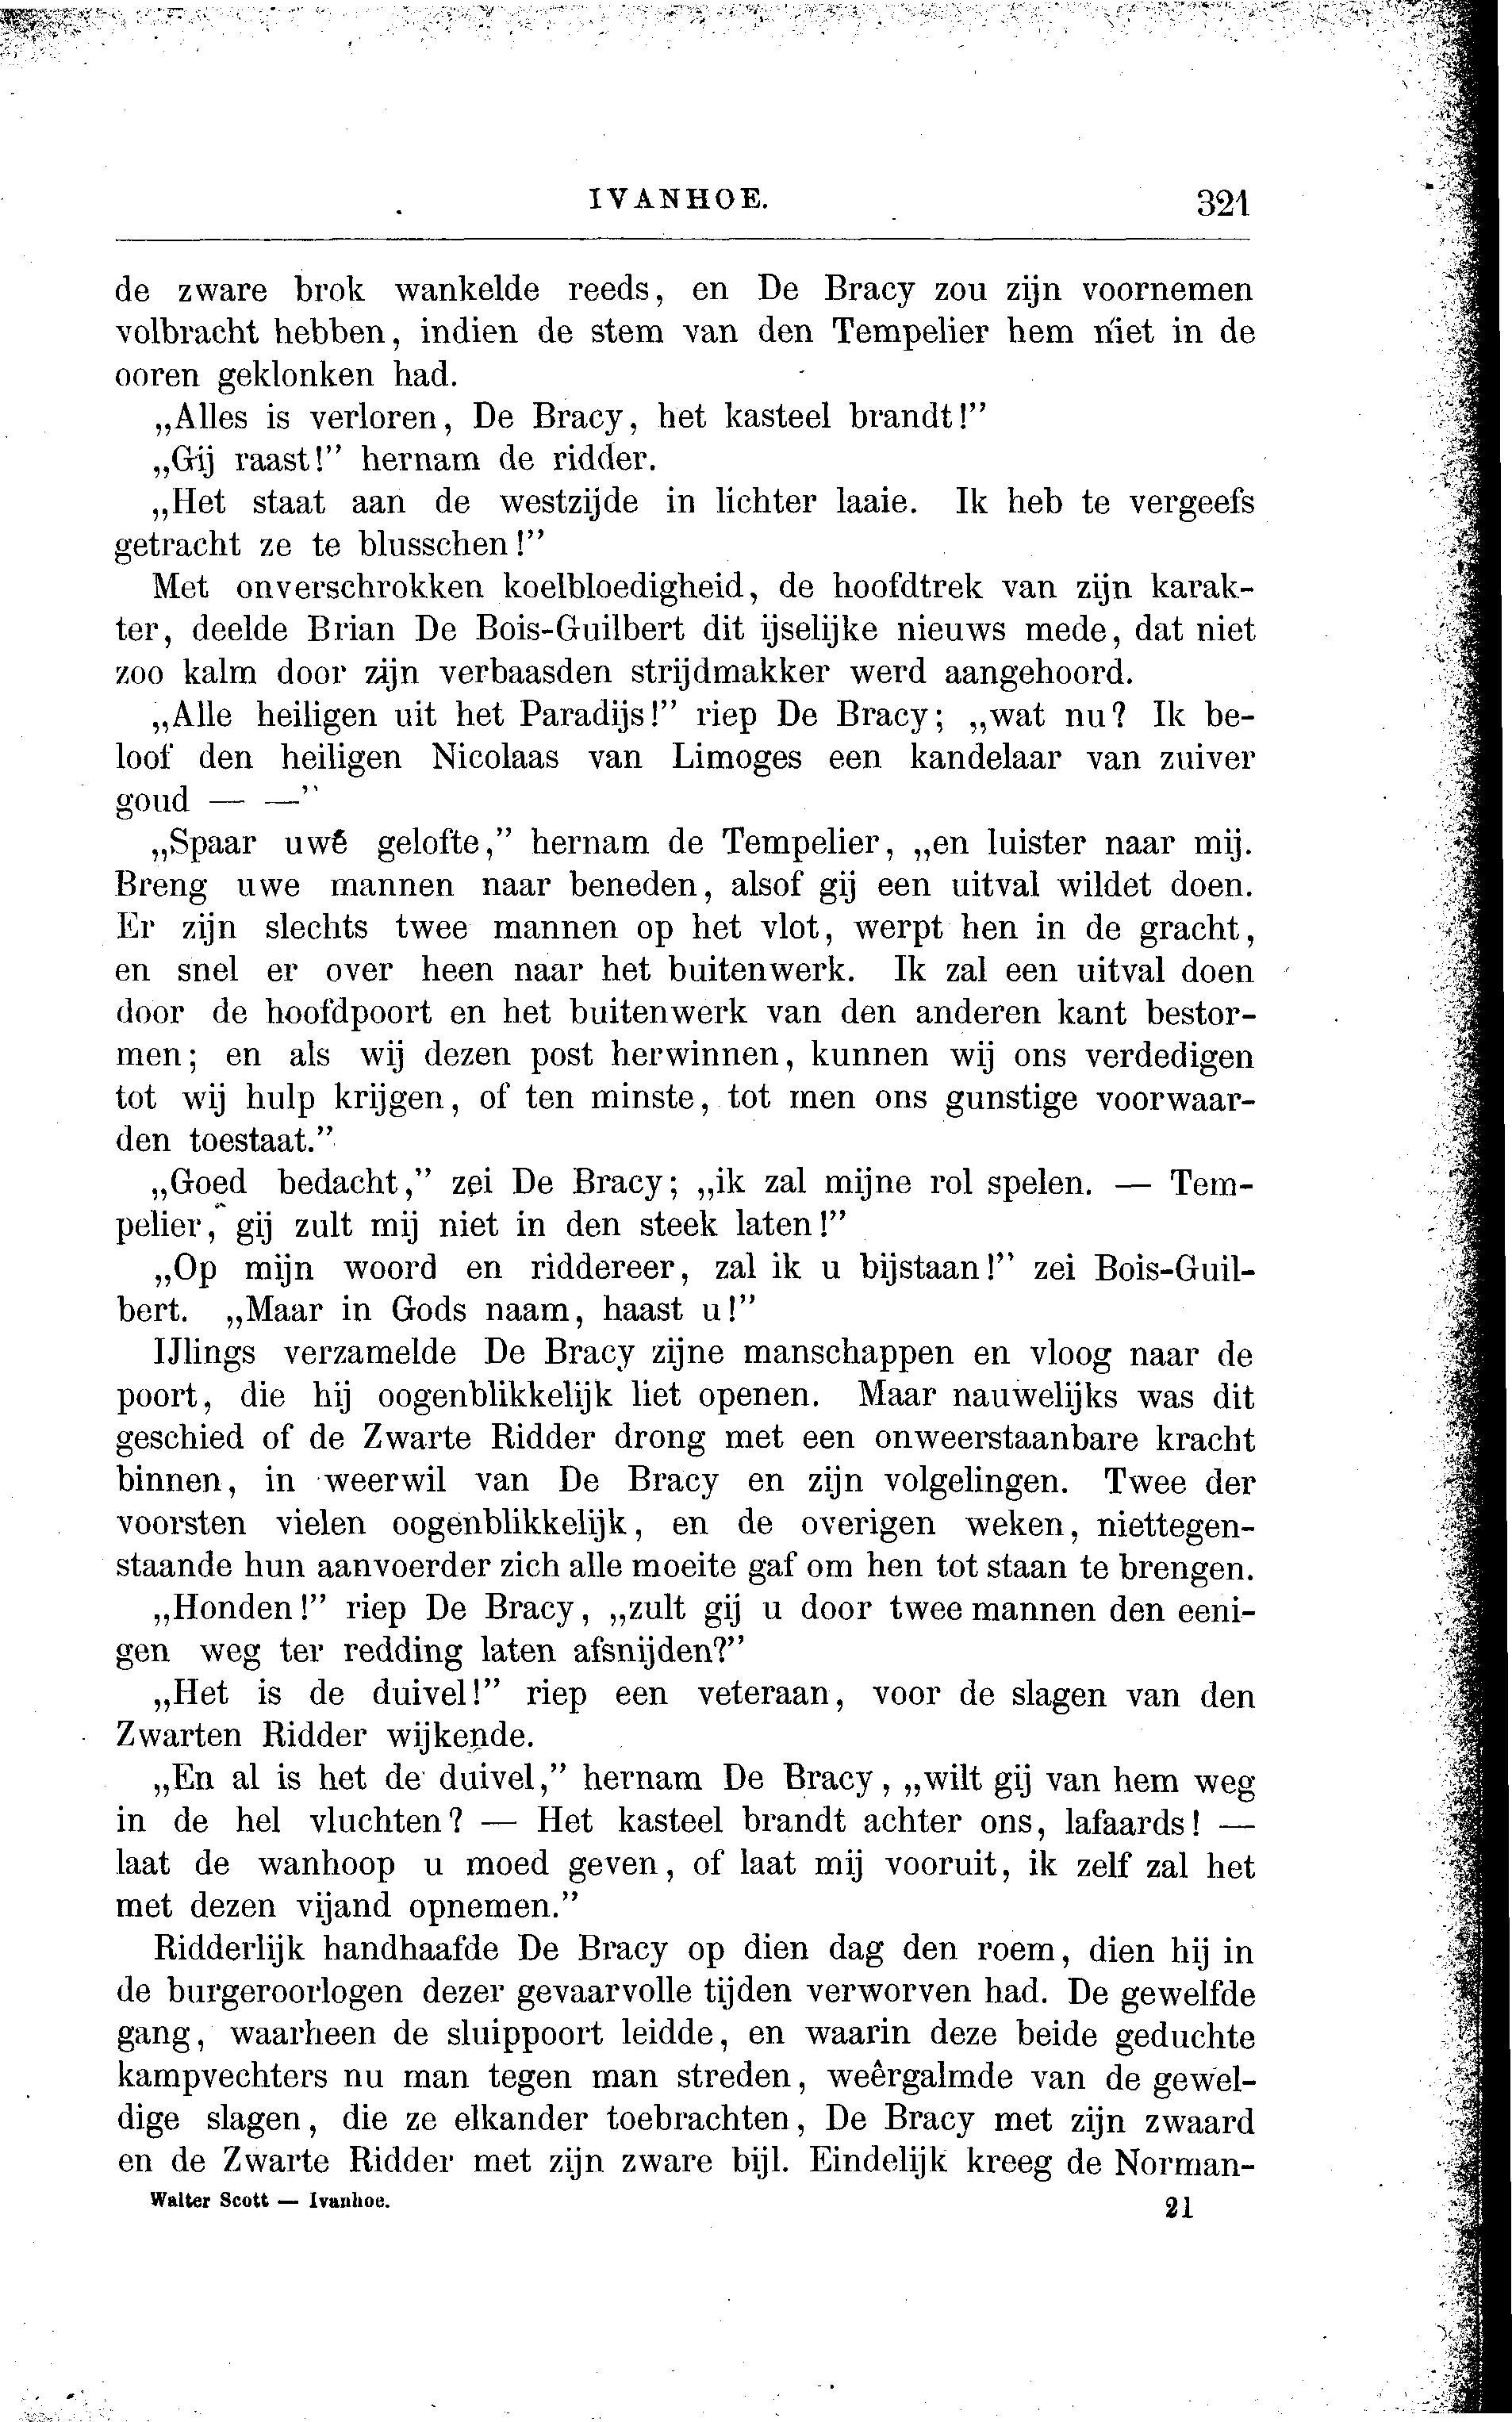 IVANHOE. 321
de zware brok wankelde reeds, en De Bracy zou zijn voornemen
volbracht hebben, indien de stem van den Tempelier hem niet in de
ooren geklonken had.
„Alles is verloren, De Bracy, het kasteel brandt!”
„Gij raast!” hernam de ridder.
„Het staat aan de westzijde in lichter laaie. Ik heb te vergeefs
getracht ze te blusschen!”
Met onverschrokken koelbloedigheid, de hoofdtrek van zijn karak-
ter, deelde Brian De Bois-Guilbert dit ijselijke nieuws mede, dat niet
zoo kalm door zijn verbaasden strijdmakker werd aangehoord.
„Alle heiligen uit het Paradijs!” riep De Bracy; „wat nu? Ik be-
loof den heiligen Nicolaas van Limoges een kandelaar van zuiver
goud — —”
„Spaar uwe gelofte,” hernam de Tempelier, „en luister naar mij.
Breng uwe mannen naar beneden, alsof gij een uitval wildet doen.
Er zijn slechts twee mannen op het vlot, werpt hen in de gracht,
en snel er over heen naar het buitenwerk. Ik zal een uitval doen
door de hoofdpoort en het buitenwerk van den anderen kant bestor-
men; en als wij dezen post herwinnen, kunnen wij ons verdedigen
tot wij hulp krijgen, of ten minste, tot men ons gunstige voorwaar-
den toestaat.”
„Goed bedacht,” zei De Bracy; „ik zal mijne rol spelen. — Tem-
pelier, gij zult mij niet in den steek laten!”
„Op mijn woord en riddereer, zal ik u bijstaan!” zei Bois-Guil-
bert. „Maar in Gods naam, haast u!”
IJlings verzamelde De Bracy zijne manschappen en vloog naar de
poort, die hij oogenblikkelijk liet openen. Maar nauwelijks was dit
geschied of de Zwarte Ridder drong met een onweerstaanbare kracht
binnen, in weerwil van De Bracy en zijn volgelingen. Twee der
voorsten vielen oogenblikkelijk, en de overigen weken, niettegen-
staande hun aanvoerder zich alle moeite gaf om hen tot staan te brengen.
„Honden!” riep De Bracy, „zult gij u door twee mannen den eeni-
gen weg ter redding laten afsnijden?”
„Het is de duivel!” riep een veteraan, voor de slagen van den
Zwarten Ridder wijkende.
„En al is het de duivel,” hernam De Bracy, „wilt gij van hem weg
in de hel vluchten? — Het kasteel brandt achter ons, lafaards! —
laat de wanhoop u moed geven, of laat mij vooruit, ik zelf zal het
met dezen vijand opnemen.”
Ridderlijk handhaafde De Bracy op dien dag den roem, dien hij in
de burgeroorlogen dezer gevaarvolle tijden verworven had. De gewelfde
gang, waarheen de sluippoort leidde, en waarin deze beide geduchte
kampvechters nu man tegen man streden, weêrgalmde van de gewel-
dige slagen, die ze elkander toebrachten, De Bracy met zijn zwaard
en de Zwarte Ridder met zijn zware bijl. Eindelijk kreeg de Norman-
Walter Scott — Ivanhoe. 21